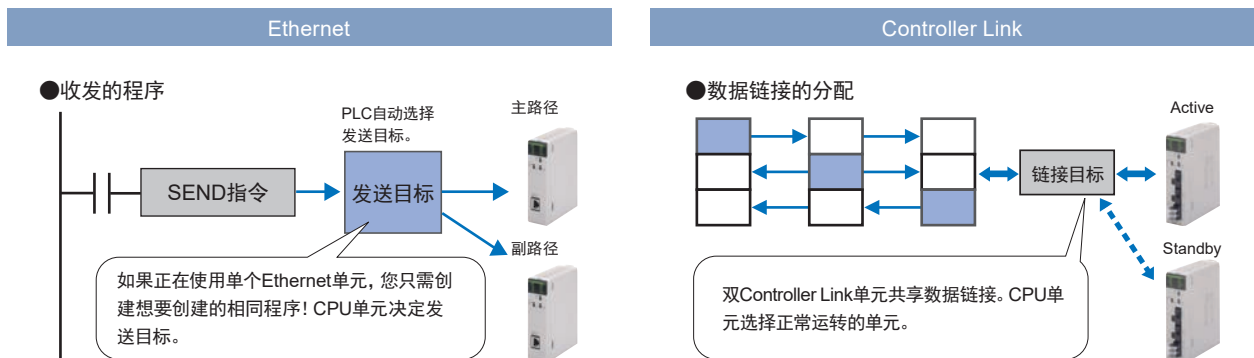 Ethernet
●收发的程序
PLC自动选择
发送目标。
主路径
SEND指令
发送目标
副路径
如果正在使用单个Ethernet单元，您只需创
建想要创建的相同程序！CPU单元决定发
送目标。
Controller Link
●数据链接的分配
Active
链接目标
Standby
双Controller Link单元共享数据链接。CPU单
元选择正常运转的单元。